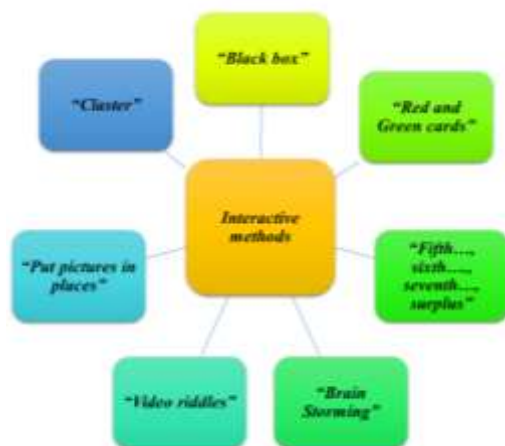 “Black box”
“Claster”
“Red and
Green cards”
Interactive
methods
“Put pictures in
places”
“Fifth...,
sixth...,
seventh...,
surplus”
“Video riddles”
“Brain
Storming”